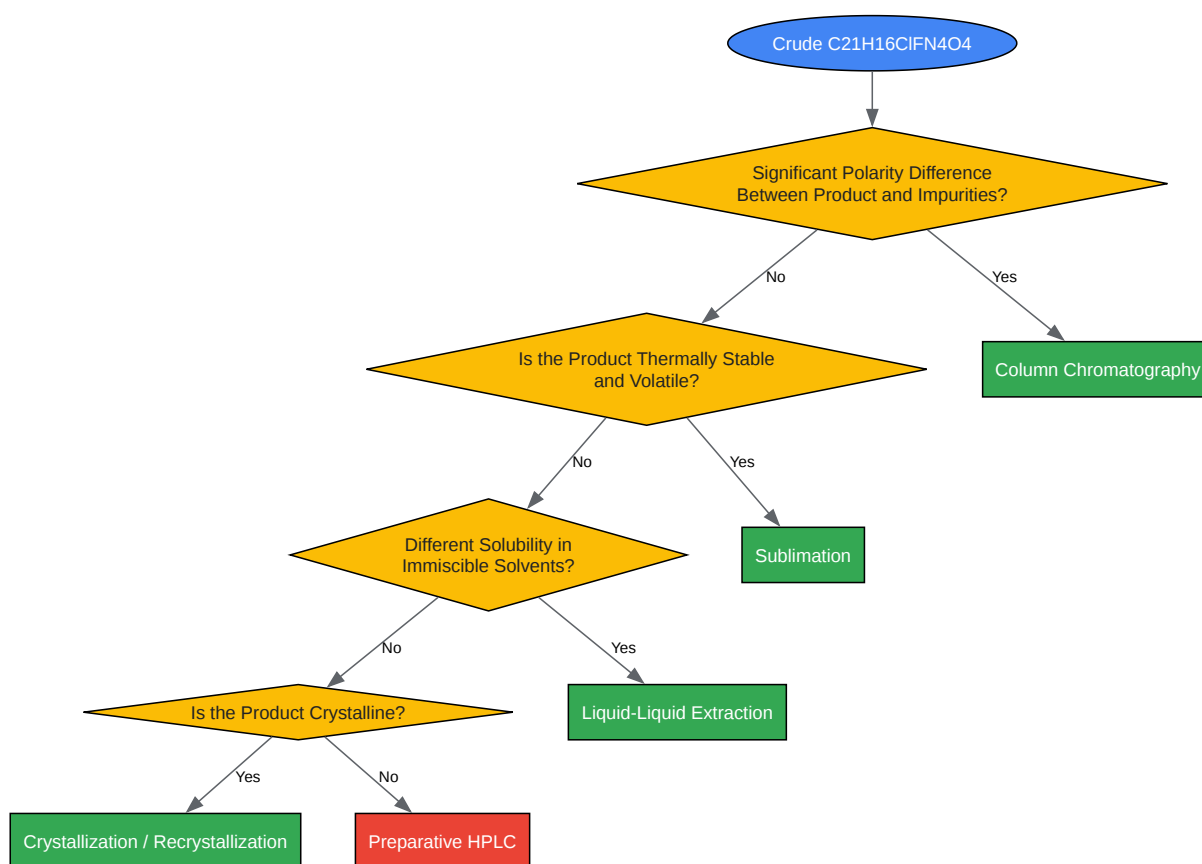 Crude C21H16ClFN4O4
Significant Polarity Difference
Between Product and Impurities?
No
Yes
Is the Product Thermally Stable
and Volatile?
Column Chromatography
No
Yes
Different Solubility in
Immiscible Solvents?
Sublimation
No
Yes
Is the Product Crystalline?
Liquid-Liquid Extraction
Yes
No
Crystallization / Recrystallization
Preparative HPLC